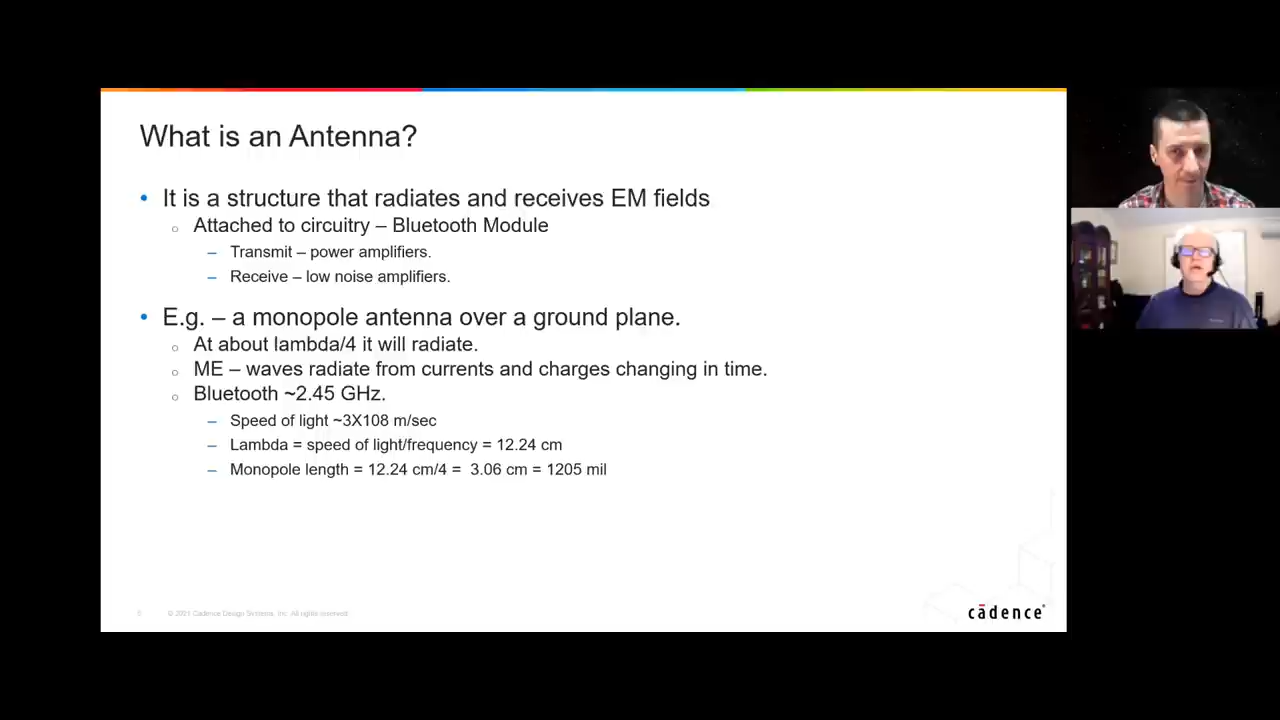 What is an Antenna?
• It is a structure that radiates and receives EM fields
○ Attached to circuitry – Bluetooth Module
– Transmit – power amplifiers.
– Receive – low noise amplifiers.
• E.g. – a monopole antenna over a ground plane.
○ At about lambda/4 it will radiate.
○ ME – waves radiate from currents and charges changing in time.
○ Bluetooth ~2.45 GHz.
– Speed of light ~3X108 m/sec
– Lambda = speed of light/frequency = 12.24 cm
– Monopole length = 12.24 cm/4 = 3.06 cm = 1205 mil
© 2021 Cadence Design Systems, Inc. All rights reserved.
cādence®